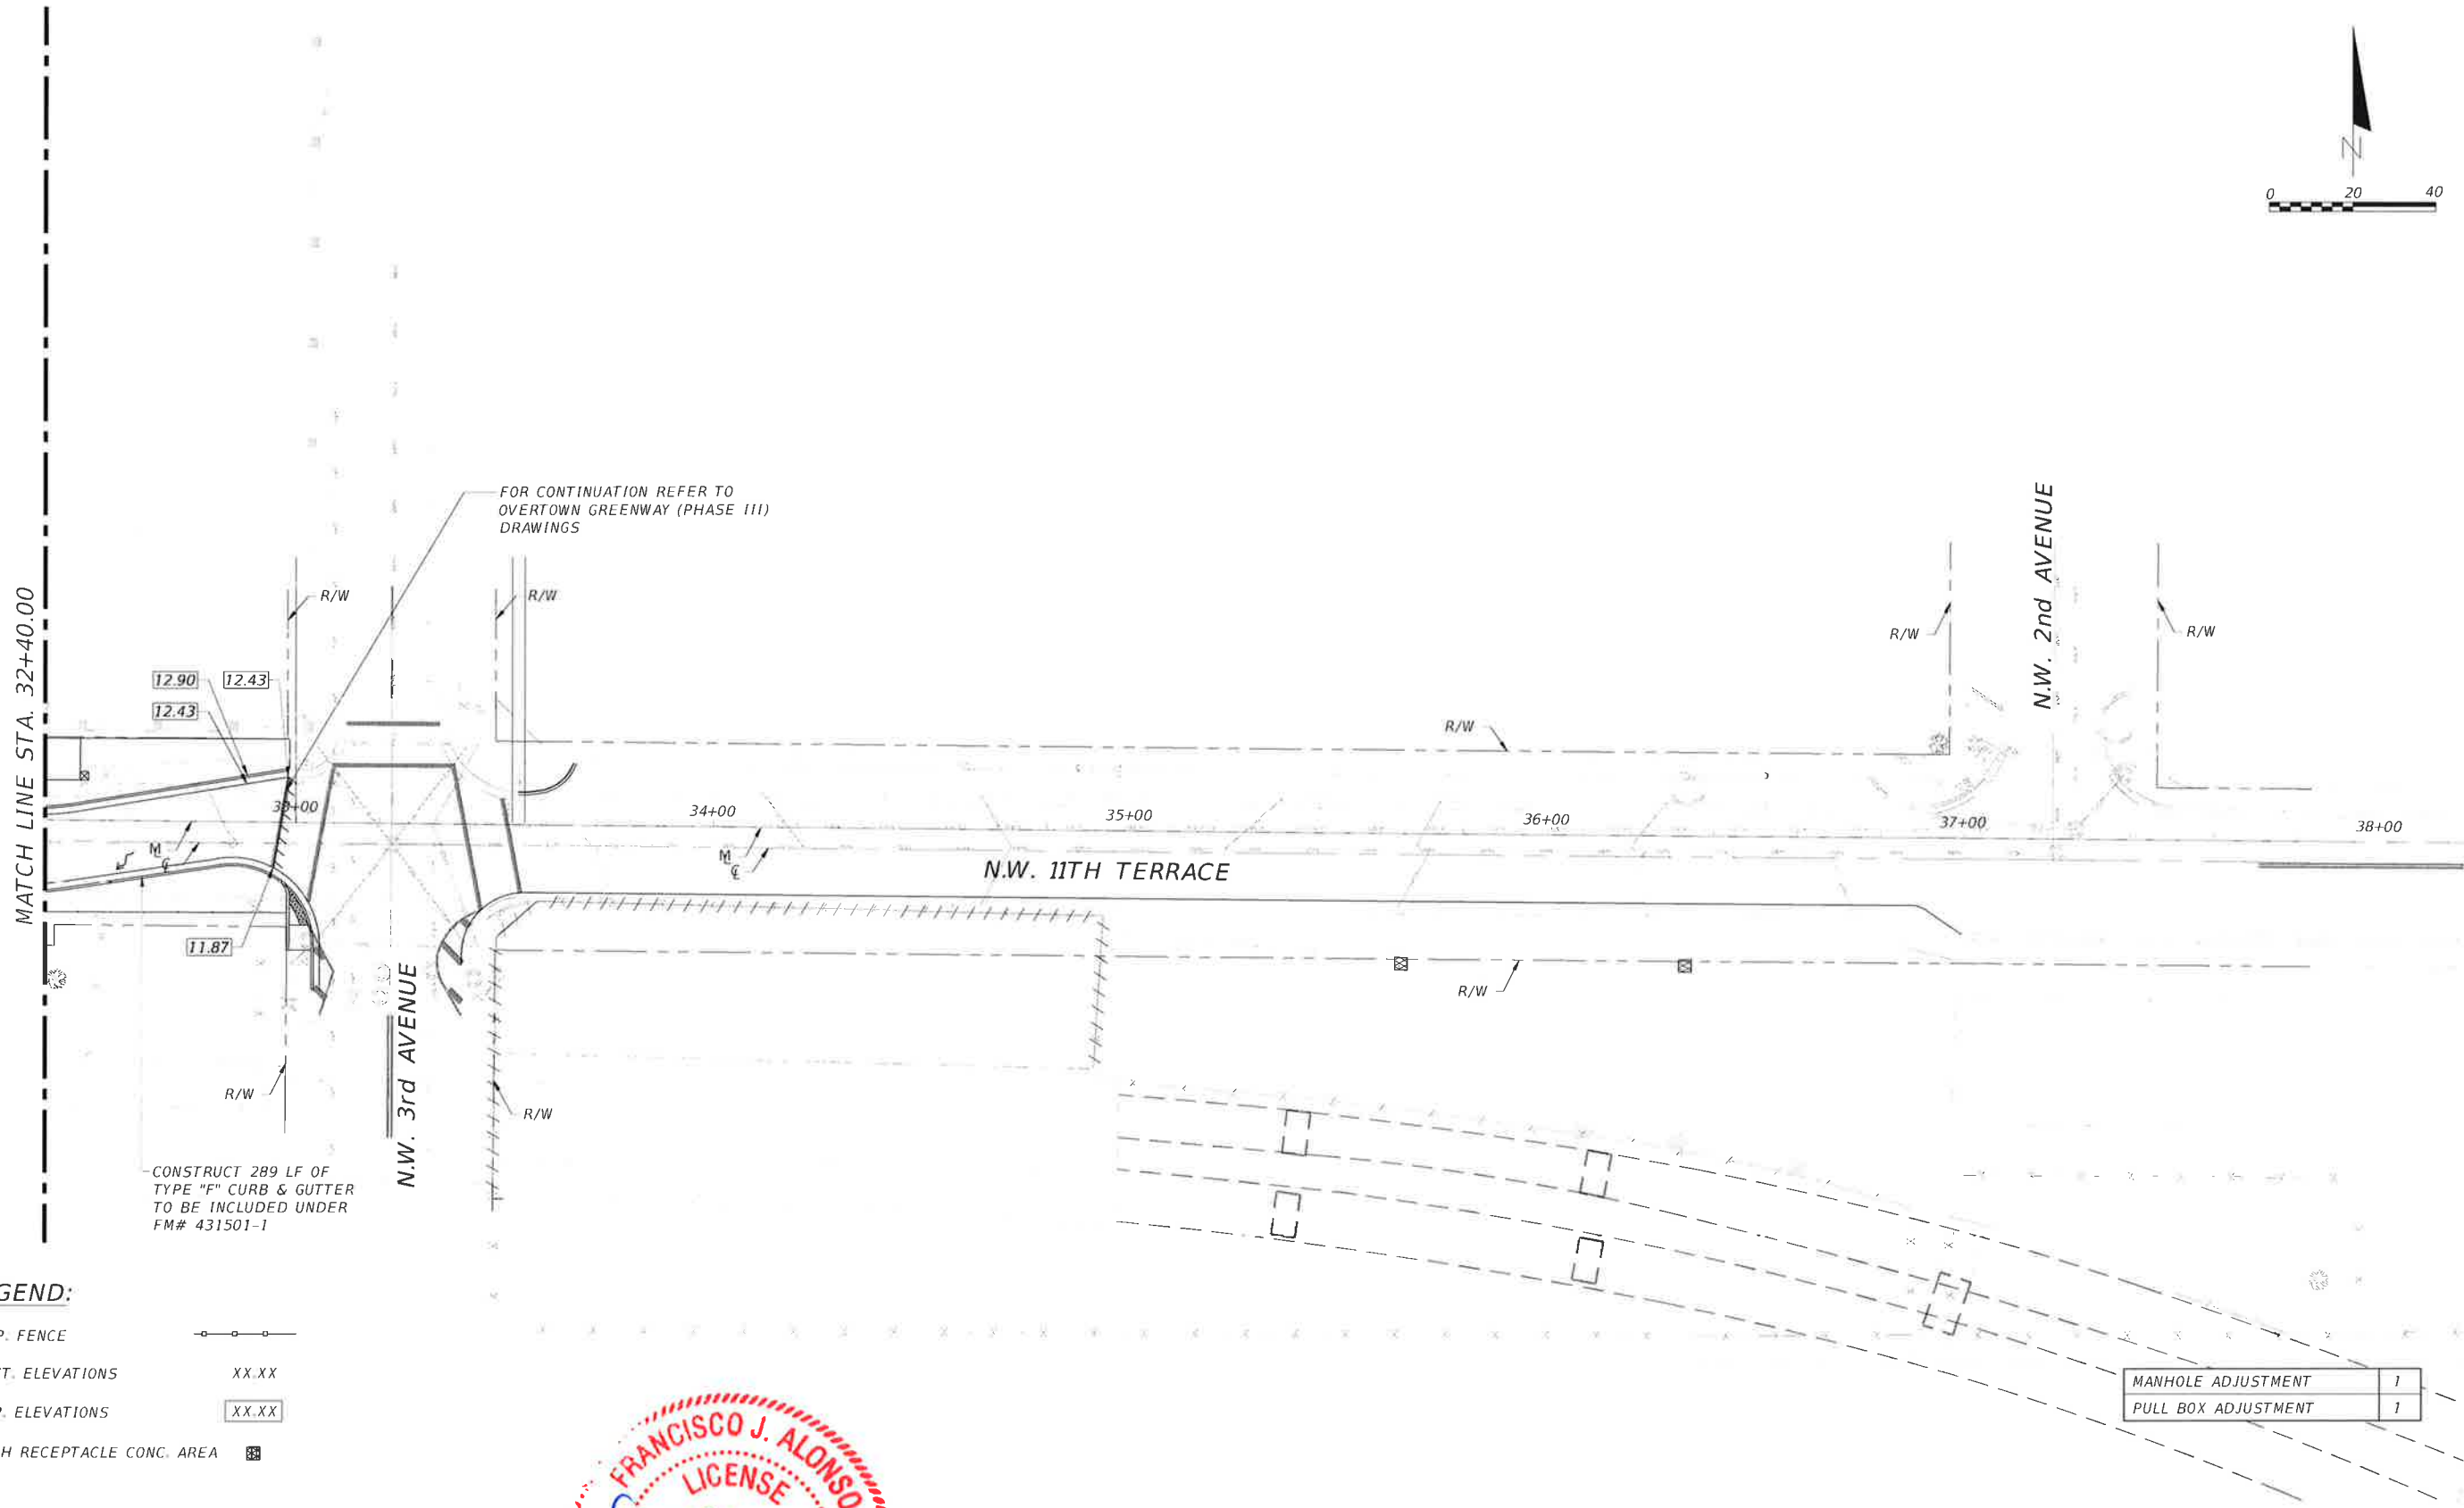 N
0 20 40
FOR CONTINUATION REFER TO
OVERTOWN GREENWAY (PHASE III)
DRAWINGS
MATCH LINE STA. 32+40.00
R/W
R/W
R/W
R/W
N.W. 2nd AVENUE
12.90
12.43
12.43
R/W
33+00
34+00
35+00
36+00
37+00
38+00
N.W. 11TH TERRACE
11.87
R/W
R/W
R/W
N.W. 3rd AVENUE
CONSTRUCT 289 LF OF
TYPE "F" CURB & GUTTER
TO BE INCLUDED UNDER
FM# 431501-1
GEND:
P. FENCE
T. ELEVATIONS XX.XX
P. ELEVATIONS XX.XX
H RECEPTACLE CONC. AREA
MANHOLE ADJUSTMENT 1
PULL BOX ADJUSTMENT 1
FRANCISCO J. ALONSO
LICENSE